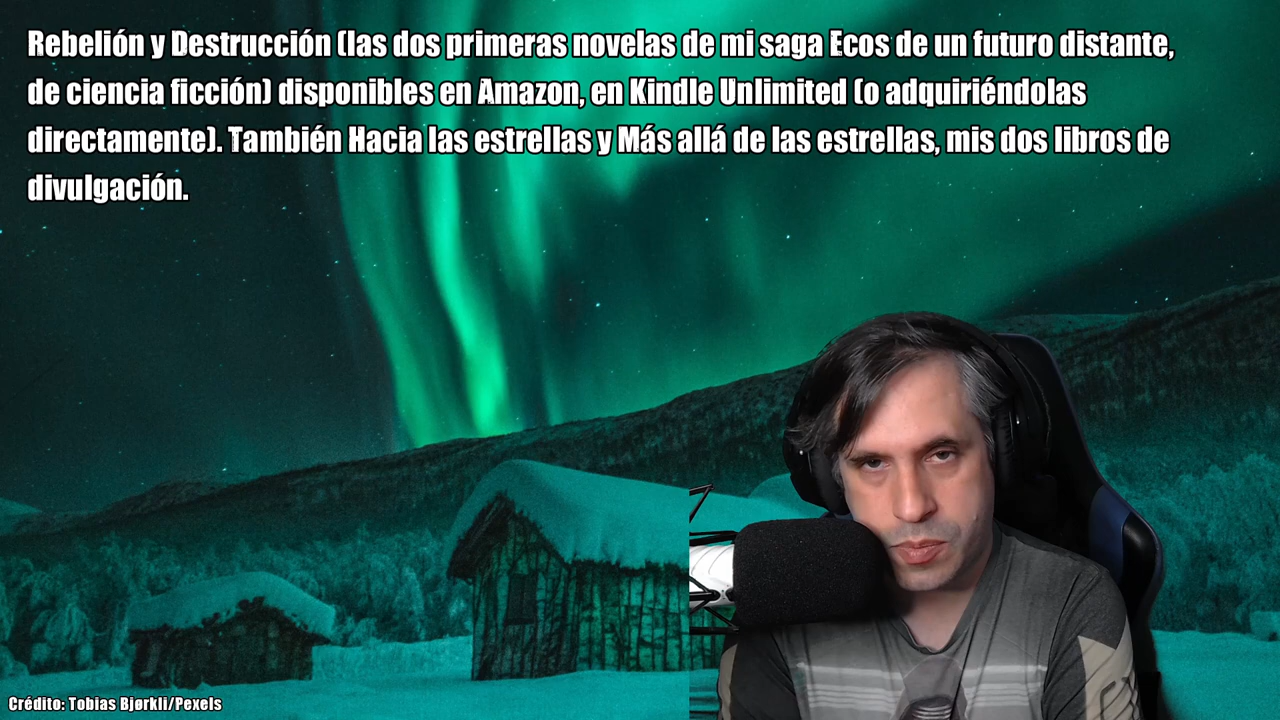 Rebelión y Destrucción (las dos primeras novelas de mi saga Ecos de un futuro distante,
de ciencia ficción) disponibles en Amazon, en Kindle Unlimited (o adquiriéndolas
directamente). También Hacia las estrellas y Más allá de las estrellas, mis dos libros de
divulgación.
Crédito: Tobias Bjørkli/Pexels